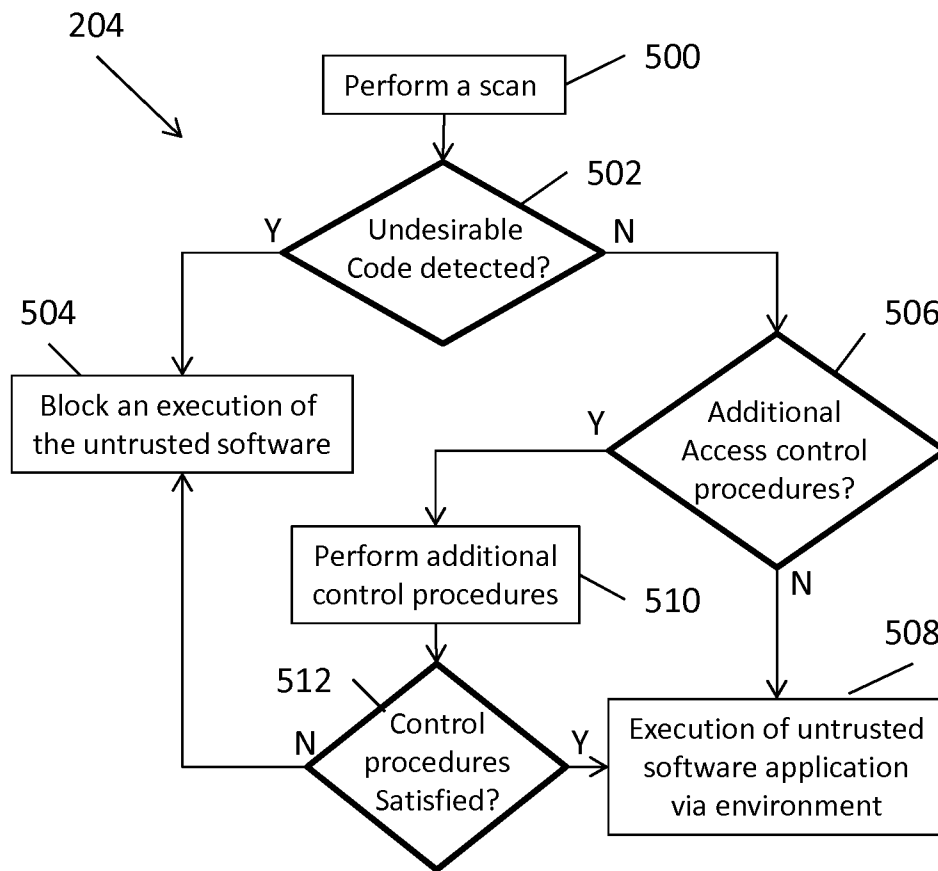 204
500
Perform a scan
502
Y
Undesirable
Code detected?
N
504
506
Block an execution of
the untrusted software
Additional
Access control
procedures?
Y
Perform additional
control procedures
510
N
508
512
Control
procedures
Satisfied?
N
Y
Execution of untrusted
software application
via environment